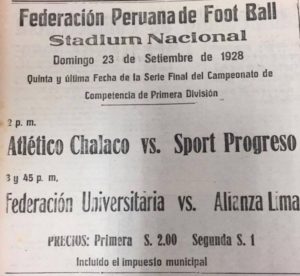 Federación Peruana de Foot Ball
Stadium Nacional
Domingo 23 de Setiembre de 1928
Quinta y última Fecha de la Serie Final del Campeonato de
Competencia de Primera División
2 p. m.
Atlético Chalaco vs. Sport Progreso
3 y 45 p. m,
Federación Universitaria vs. Alianza Lima
PRECIOS: Primera S. 2.00 Segunda S. 1
Incluído el impuesto municipal